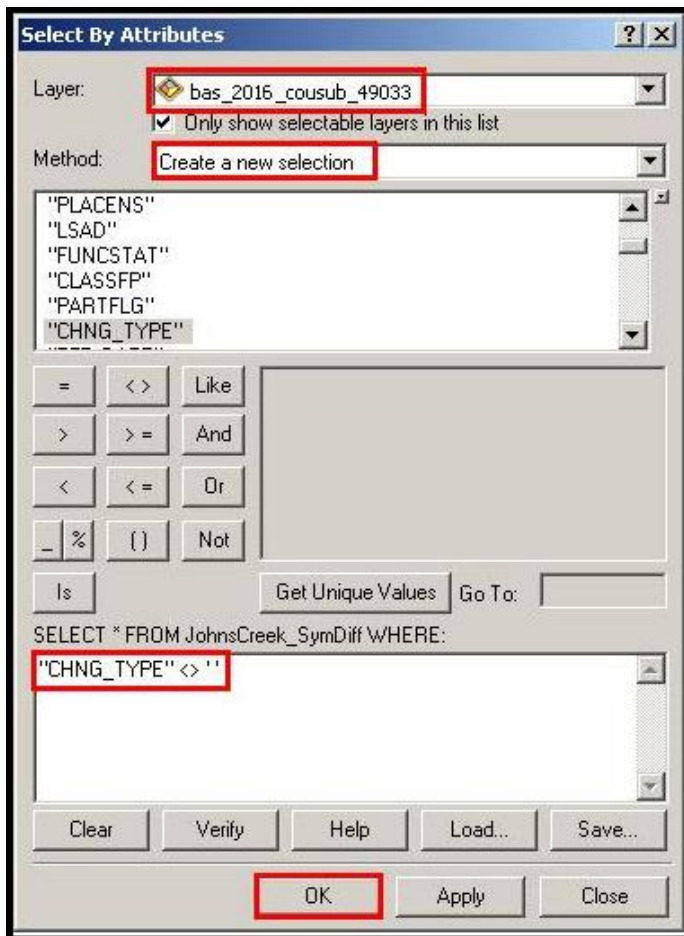 Select By Attributes
Layer: bas_2016_cousub_49033
Only show selectable layers in this list
Method: Create a new selection
"PLACENS"
"LSAD"
"FUNCSTAT"
"CLASSFP"
"PARTFLG"
"CHNG_TYPE"
= <> Like
> >= And
< <= Or
_ % () Not
Is Get Unique Values Go To:
SELECT * FROM JohnsCreek_SymDiff WHERE:
"CHNG_TYPE" <> ''
Clear Verify Help Load... Save...
OK Apply Close